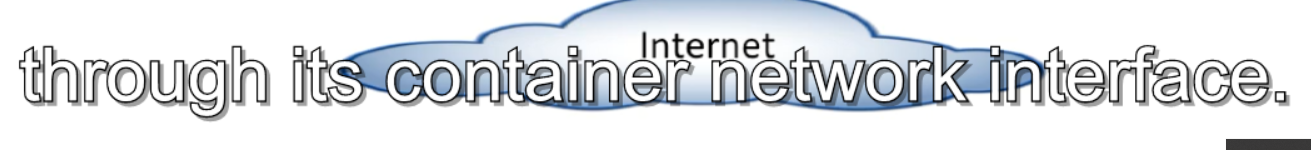 Internet
through its container network interface.